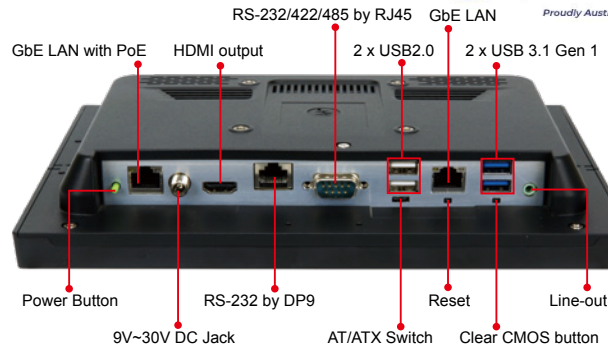 Proudly Aust
RS-232/422/485 by RJ45
GbE LAN
GbE LAN with PoE
HDMI output
2 x USB2.0
2 x USB 3.1 Gen 1
Power Button
RS-232 by DP9
Reset
Line-out
9V~30V DC Jack
AT/ATX Switch
Clear CMOS button